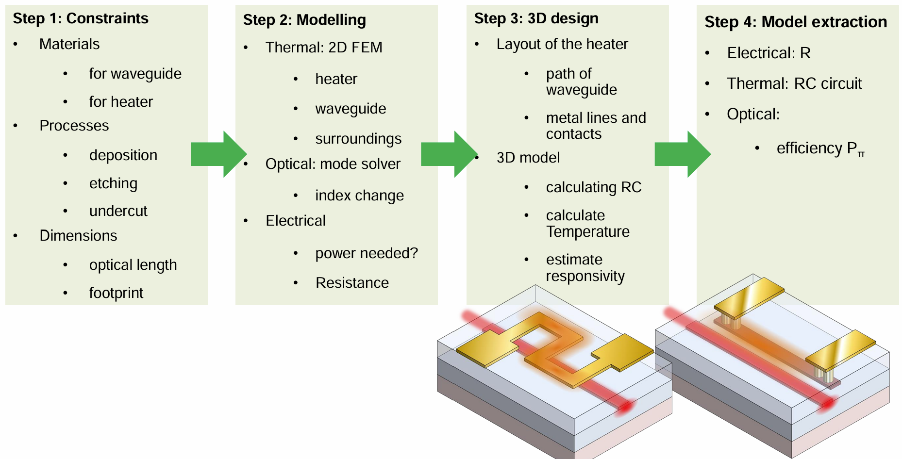 Step 1: Constraints
• Materials
• for waveguide
• for heater
• Processes
• deposition
• etching
• undercut
• Dimensions
• optical length
• footprint
Step 2: Modelling
• Thermal: 2D FEM
• heater
• waveguide
• surroundings
• Optical: mode solver
• index change
• Electrical
• power needed?
• Resistance
Step 3: 3D design
• Layout of the heater
• path of
waveguide
• metal lines and
contacts
• 3D model
• calculating RC
• calculate
Temperature
• estimate
responsivity
Step 4: Model extraction
• Electrical: R
• Thermal: RC circuit
• Optical:
• efficiency Pπ